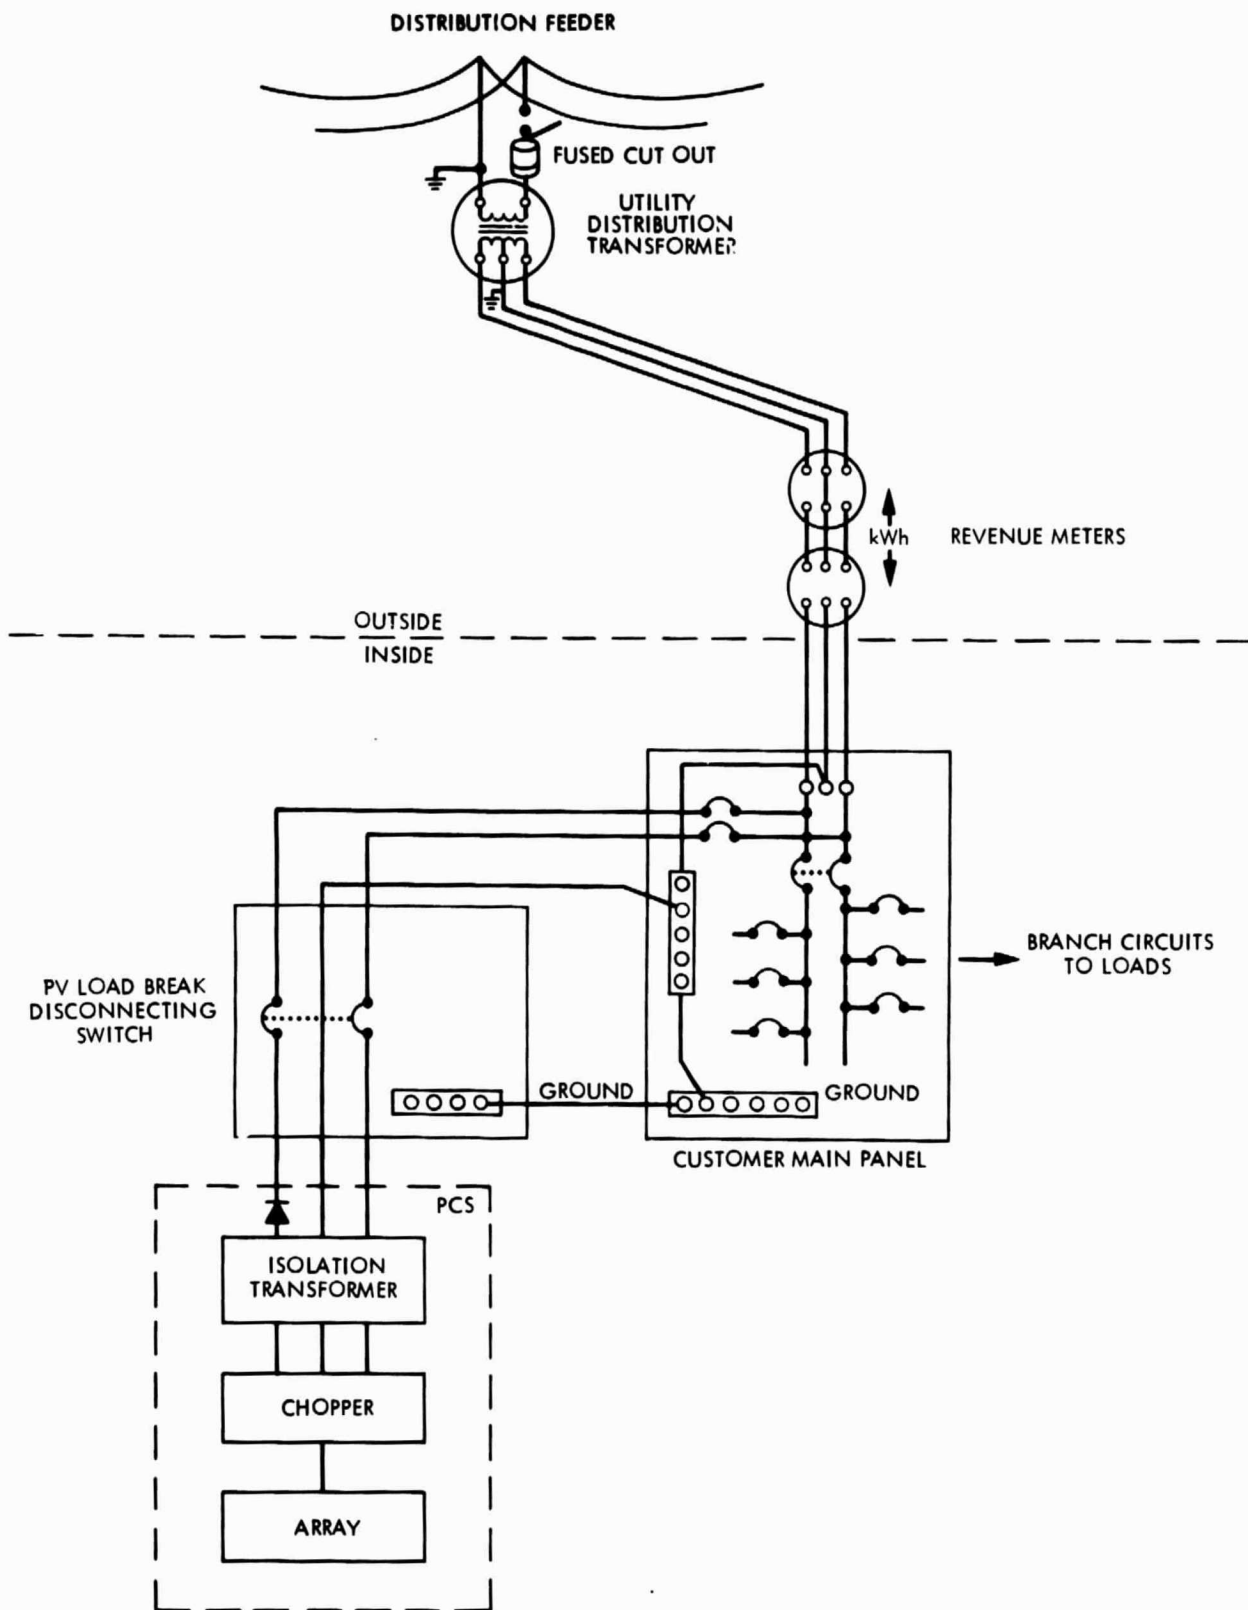 DISTRIBUTION FEEDER
FUSED CUT OUT
UTILITY
DISTRIBUTION
TRANSFORMER
kWh
REVENUE METERS
OUTSIDE
INSIDE
BRANCH CIRCUITS
TO LOADS
PV LOAD BREAK
DISCONNECTING
SWITCH
GROUND
GROUND
CUSTOMER MAIN PANEL
PCS
ISOLATION
TRANSFORMER
CHOPPER
ARRAY